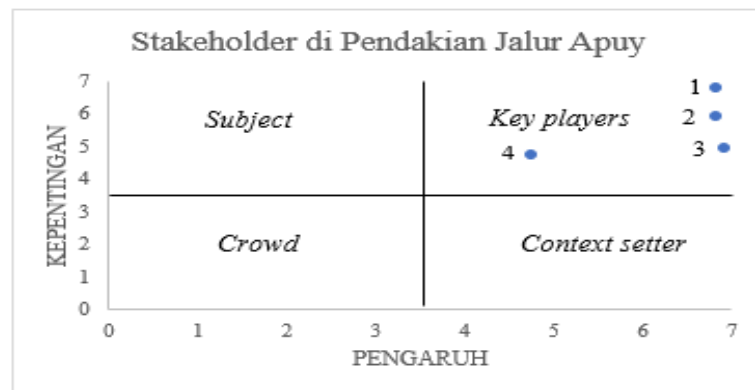 Stakeholder di Pendakian Jalur Apuy
7
6
5
4
3
2
1
0
KEPENTINGAN
Subject
Key players
1
2
3
4
Crowd
Context setter
0 1 2 3 4 5 6 7
PENGARUH